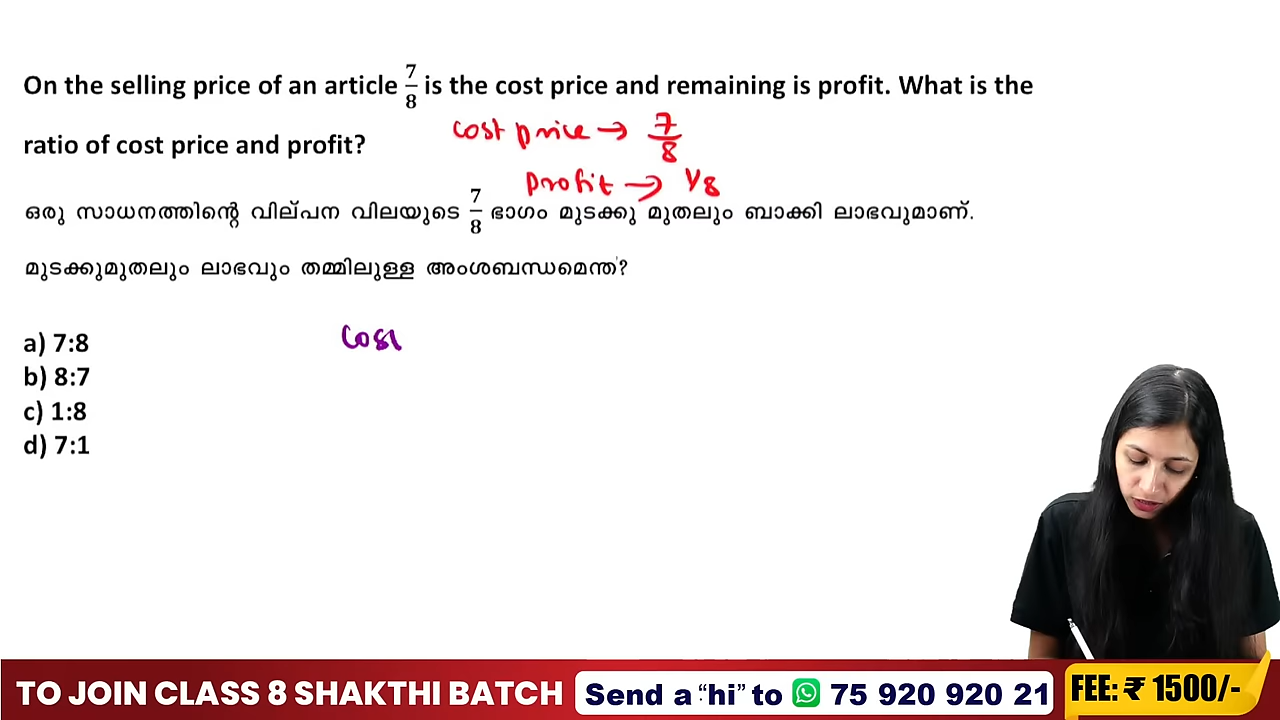 On the selling price of an article 7/8 is the cost price and remaining is profit. What is the
ratio of cost price and profit?
cost price → 7/8
profit → 1/8
ഒരു സാധനത്തിന്റെ വില്പന വിലയുടെ 7/8 ഭാഗം മുടക്കു മുതലും ബാക്കി ലാഭവുമാണ്.
മുടക്കുമുതലും ലാഭവും തമ്മിലുള്ള അംശബന്ധമെന്ത്?
a) 7:8
cost
b) 8:7
c) 1:8
d) 7:1
TO JOIN CLASS 8 SHAKTHI BATCH Send a “hi” to 75 920 920 21 FEE: ₹ 1500/-